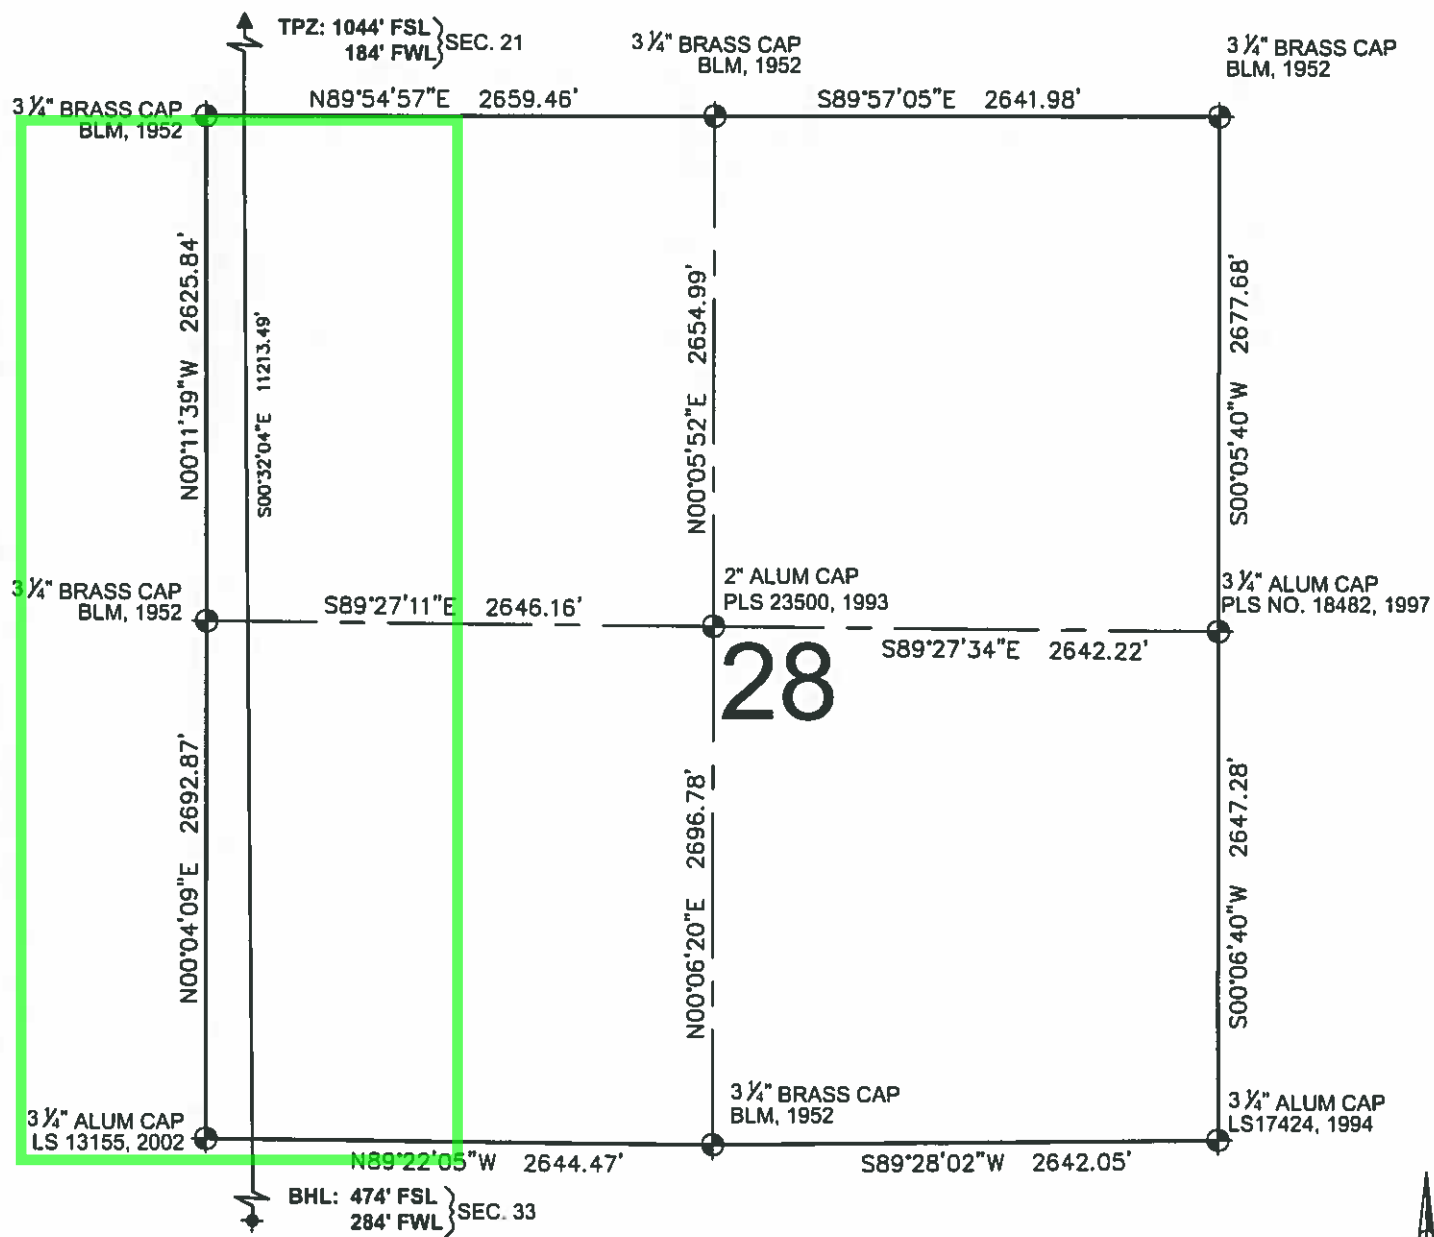 TPZ: 1044' FSL
184' FWL
SEC. 21
3 ¼" BRASS CAP
BLM, 1952
3 ¼" BRASS CAP
BLM, 1952
3 ¼" BRASS CAP
BLM, 1952
N89°54'57"E 2659.46'
S89°57'05"E 2641.98'
N00°11'39"W 2625.84'
S00°32'04"E 11213.49'
N00°05'52"E 2654.99'
S00°05'40"W 2677.68'
3 ¼" BRASS CAP
BLM, 1952
S89°27'11"E 2646.16'
2" ALUM CAP
PLS 23500, 1993
3 ¼" ALUM CAP
PLS NO. 18482, 1997
S89°27'34"E 2642.22'
28
N00°04'09"E 2692.87'
N00°06'20"E 2696.78'
S00°06'40"W 2647.28'
3 ¼" ALUM CAP
LS 13155, 2002
3 ¼" BRASS CAP
BLM, 1952
3 ¼" ALUM CAP
LS17424, 1994
N89°22'05"W 2644.47'
S89°28'02"W 2642.05'
BHL: 474' FSL
284' FWL
SEC. 33